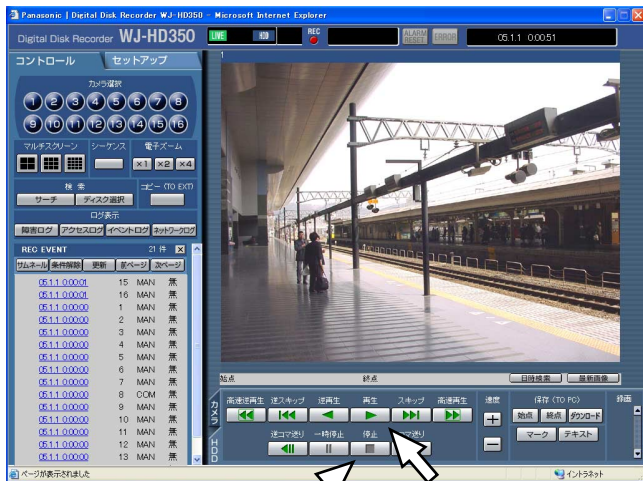 Panasonic | Digital Disk Recorder WJ-HD350 - Microsoft Internet Explorer
Digital Disk Recorder WJ-HD350
LIVE HDD REC ALARM RESET ERROR 05.1.1 0:00:51
コントロール セットアップ
カメラ選択
1 2 3 4 5 6 7 8
9 10 11 12 13 14 15 16
マルチスクリーン シーケンス 電子ズーム
×1 ×2 ×4
検索 コピー (TO EXT)
サーチ ディスク選択
ログ表示
障害ログ アクセスログ イベントログ ネットワークログ
REC EVENT 21 件
サムネール 条件解除 更新 前ページ 次ページ
05.1.1 0:00:01 15 MAN 無
05.1.1 0:00:01 16 MAN 無
05.1.1 0:00:00 1 MAN 無
05.1.1 0:00:00 2 MAN 無
05.1.1 0:00:00 3 MAN 無
05.1.1 0:00:00 4 MAN 無
05.1.1 0:00:00 5 MAN 無
05.1.1 0:00:00 6 MAN 無
05.1.1 0:00:00 7 MAN 無
05.1.1 0:00:00 8 COM 無
05.1.1 0:00:00 9 MAN 無
05.1.1 0:00:00 10 MAN 無
05.1.1 0:00:00 11 MAN 無
05.1.1 0:00:00 12 MAN 無
05.1.1 0:00:00 13 MAN 無
1
始点 終点 日時検索 最新画像
カメラ
HDD
高速逆再生 逆スキップ 逆再生 再生 スキップ 高速再生 速度 保存 (TO PC) 録画
始点 終点 ダウンロード
逆コマ送り 一時停止 停止 マ送り
マーク テキスト
ページが表示されました イントラネット